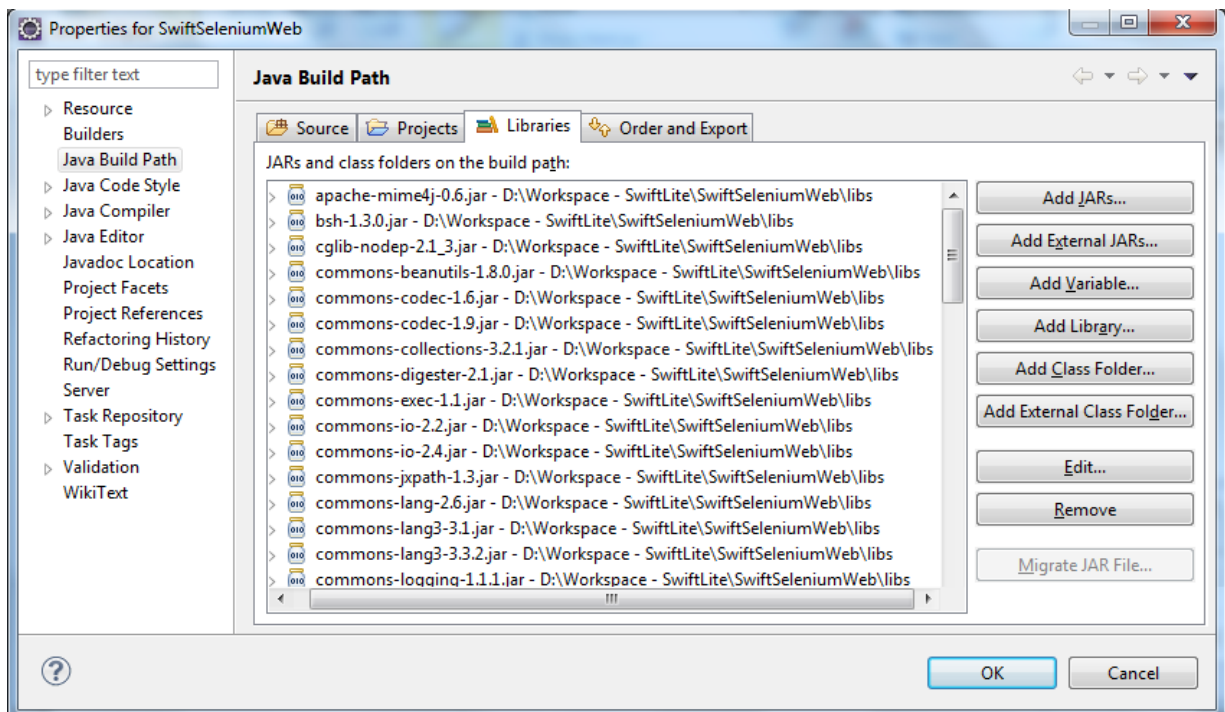 Properties for SwiftSeleniumWeb
type filter text
Resource
Builders
Java Build Path
Java Code Style
Java Compiler
Java Editor
Javadoc Location
Project Facets
Project References
Refactoring History
Run/Debug Settings
Server
Task Repository
Task Tags
Validation
WikiText
Java Build Path
Source
Projects
Libraries
Order and Export
JARs and class folders on the build path:
apache-mime4j-0.6.jar - D:\Workspace - SwiftLite\SwiftSeleniumWeb\libs
bsh-1.3.0.jar - D:\Workspace - SwiftLite\SwiftSeleniumWeb\libs
cglib-nodep-2.1_3.jar - D:\Workspace - SwiftLite\SwiftSeleniumWeb\libs
commons-beanutils-1.8.0.jar - D:\Workspace - SwiftLite\SwiftSeleniumWeb\libs
commons-codec-1.6.jar - D:\Workspace - SwiftLite\SwiftSeleniumWeb\libs
commons-codec-1.9.jar - D:\Workspace - SwiftLite\SwiftSeleniumWeb\libs
commons-collections-3.2.1.jar - D:\Workspace - SwiftLite\SwiftSeleniumWeb\libs
commons-digester-2.1.jar - D:\Workspace - SwiftLite\SwiftSeleniumWeb\libs
commons-exec-1.1.jar - D:\Workspace - SwiftLite\SwiftSeleniumWeb\libs
commons-io-2.2.jar - D:\Workspace - SwiftLite\SwiftSeleniumWeb\libs
commons-io-2.4.jar - D:\Workspace - SwiftLite\SwiftSeleniumWeb\libs
commons-jxpath-1.3.jar - D:\Workspace - SwiftLite\SwiftSeleniumWeb\libs
commons-lang-2.6.jar - D:\Workspace - SwiftLite\SwiftSeleniumWeb\libs
commons-lang3-3.1.jar - D:\Workspace - SwiftLite\SwiftSeleniumWeb\libs
commons-lang3-3.3.2.jar - D:\Workspace - SwiftLite\SwiftSeleniumWeb\libs
commons-logging-1.1.1.jar - D:\Workspace - SwiftLite\SwiftSeleniumWeb\libs
Add JARs...
Add External JARs...
Add Variable...
Add Library...
Add Class Folder...
Add External Class Folder...
Edit...
Remove
Migrate JAR File...
OK
Cancel